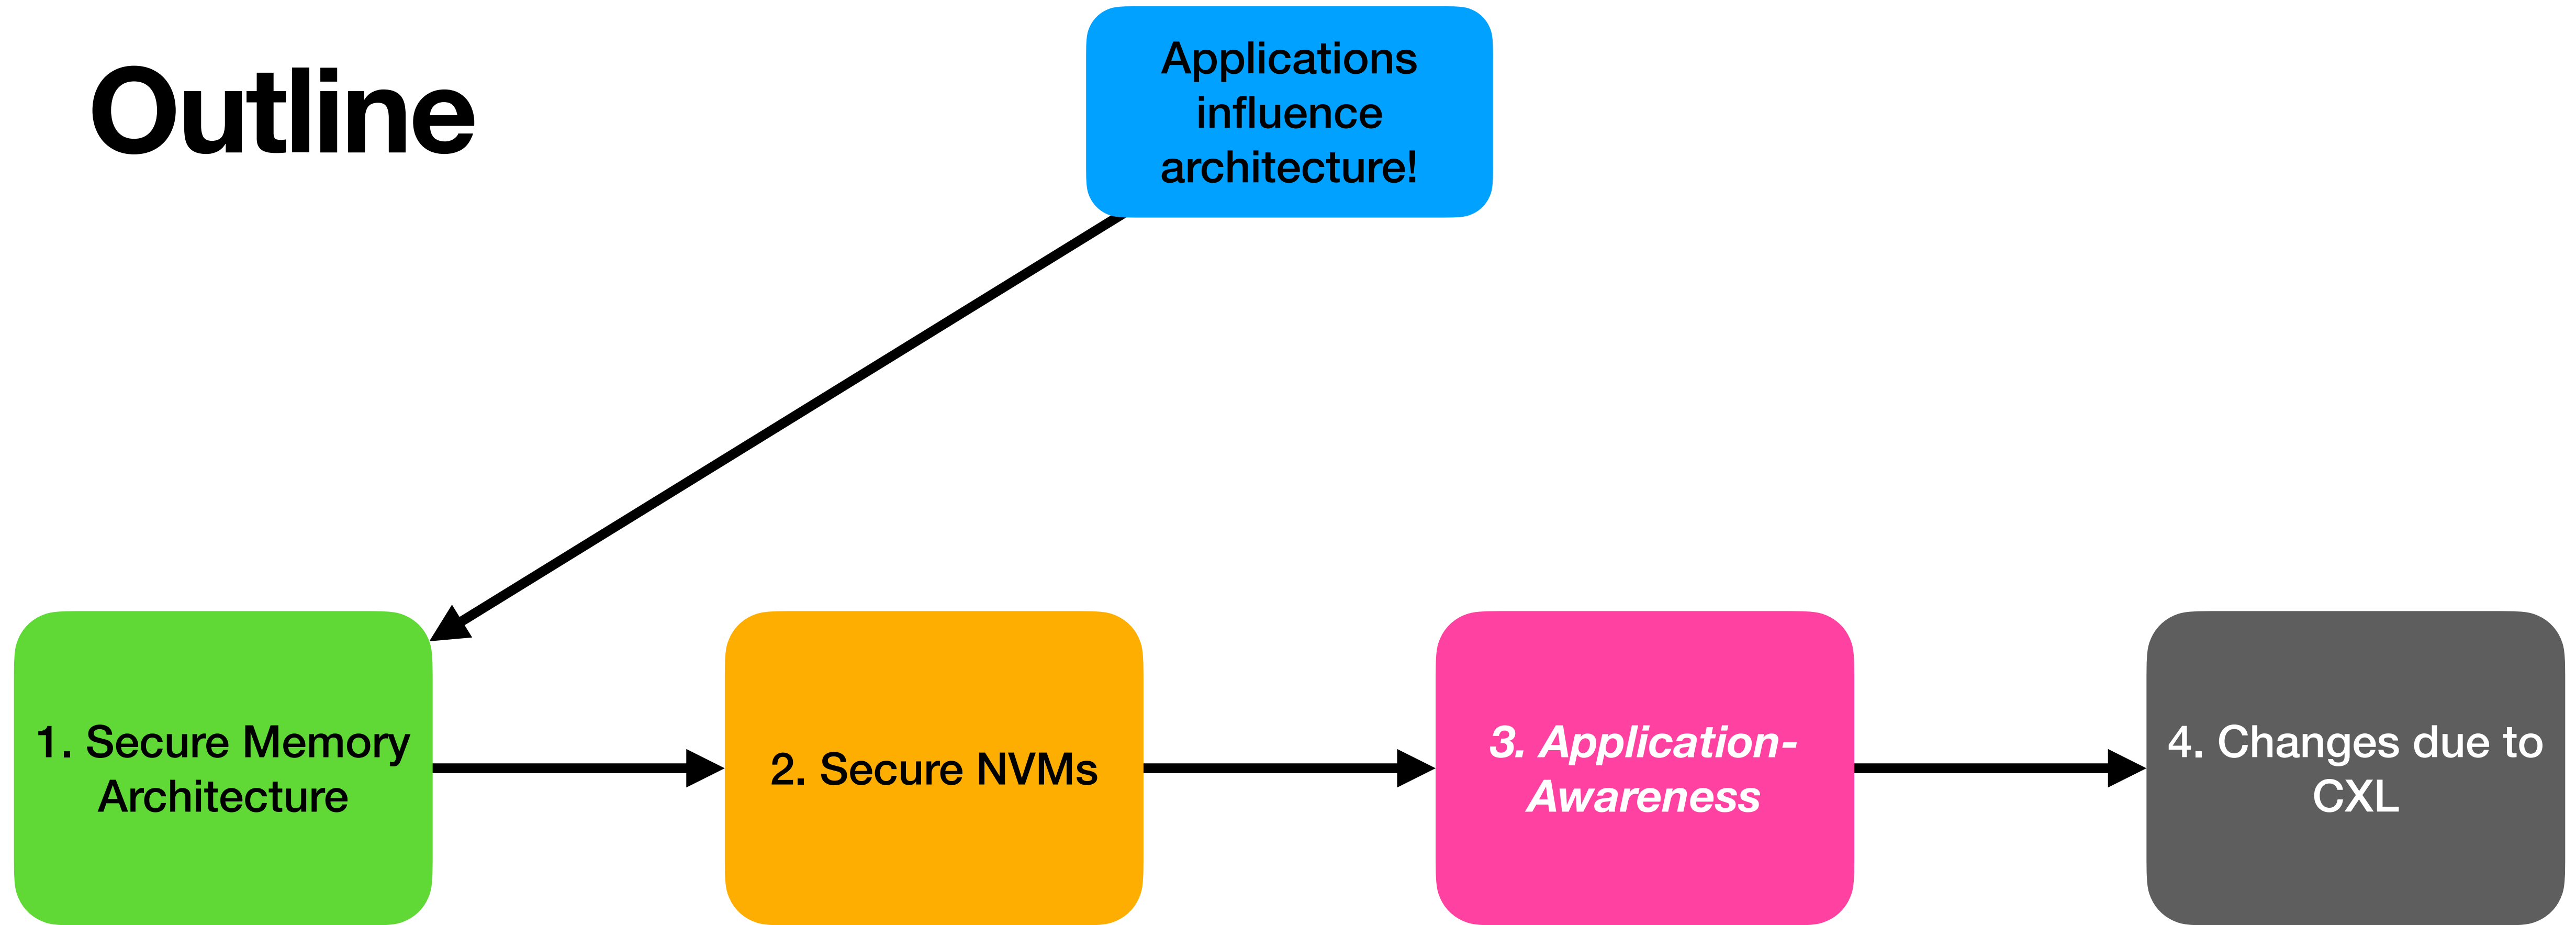 Outline
Applications
influence
architecture!
1. Secure Memory
Architecture
2. Secure NVMs
3. Application-
Awareness
4. Changes due to
CXL